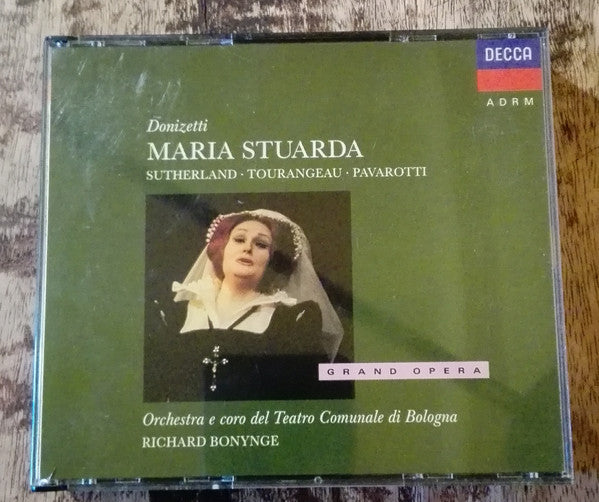 DECCA
ADRM
Donizetti
MARIA STUARDA
SUTHERLAND · TOURANGEAU · PAVAROTTI
GRAND OPERA
Orchestra e coro del Teatro Comunale di Bologna
RICHARD BONYNGE